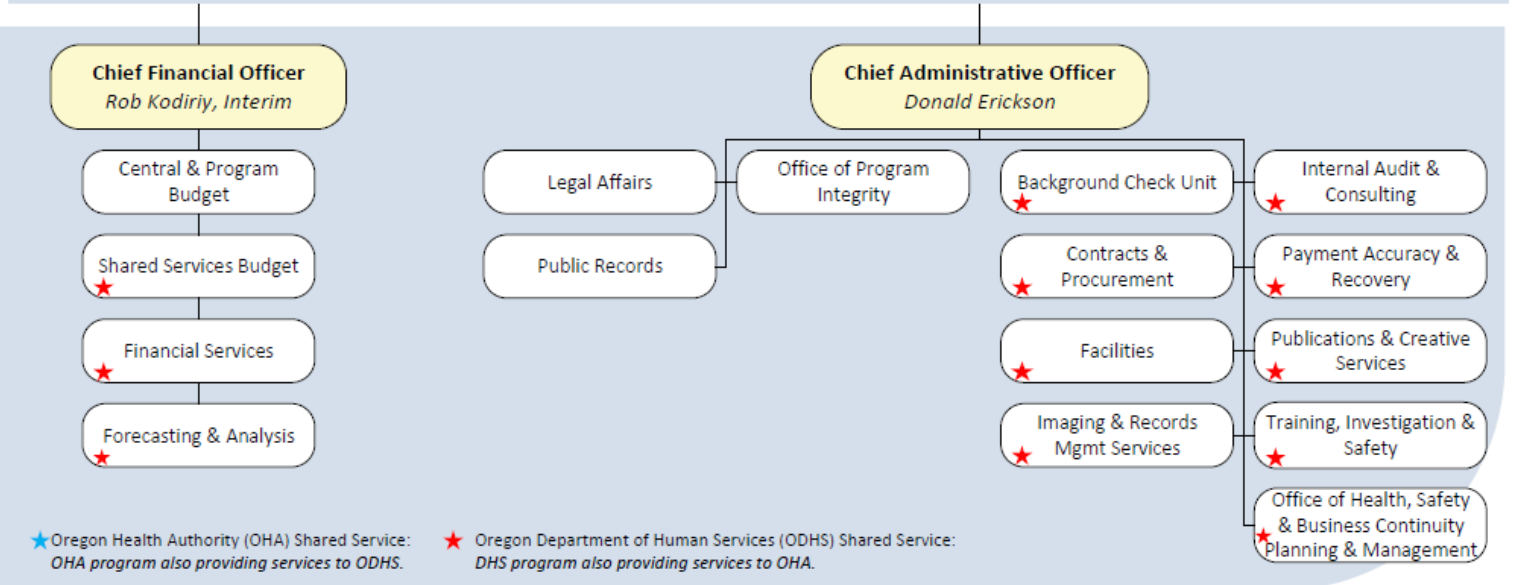 Chief Financial Officer
Rob Kodiriy, Interim
Central & Program
Budget
Shared Services Budget
Financial Services
Forecasting & Analysis
Chief Administrative Officer
Donald Erickson
Legal Affairs
Office of Program
Integrity
Public Records
Background Check Unit
Internal Audit &
Consulting
Contracts &
Procurement
Payment Accuracy &
Recovery
Facilities
Publications & Creative
Services
Imaging & Records
Mgmt Services
Training, Investigation &
Safety
Office of Health, Safety
& Business Continuity
Planning & Management
Oregon Health Authority (OHA) Shared Service:
OHA program also providing services to ODHS.
Oregon Department of Human Services (ODHS) Shared Service:
DHS program also providing services to OHA.